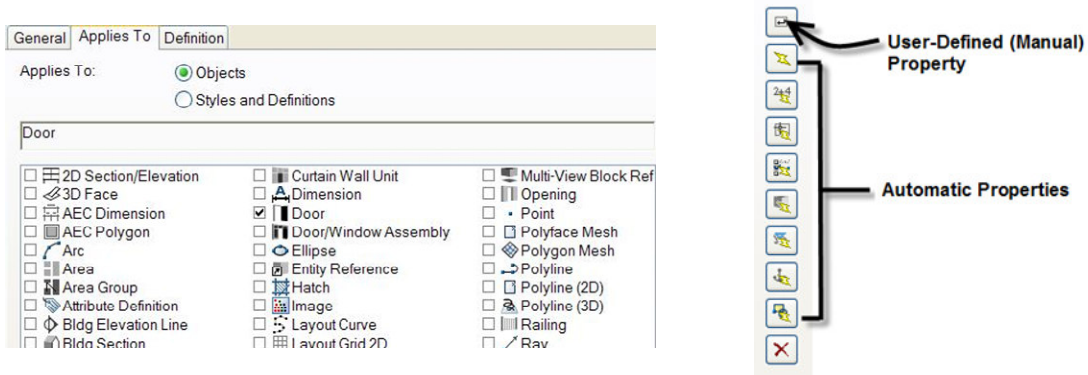 General Applies To Definition
Applies To: Objects
Styles and Definitions
Door
2D Section/Elevation Curtain Wall Unit Multi-View Block Ref
3D Face Dimension Opening
AEC Dimension Door Point
AEC Polygon Door/Window Assembly Polyface Mesh
Arc Ellipse Polygon Mesh
Area Entity Reference Polyline
Area Group Hatch Polyline (2D)
Attribute Definition Image Polyline (3D)
Bldg Elevation Line Layout Curve Railing
Bldg Section Layout Grid 2D Ray
User-Defined (Manual)
Property
2+4
Automatic Properties